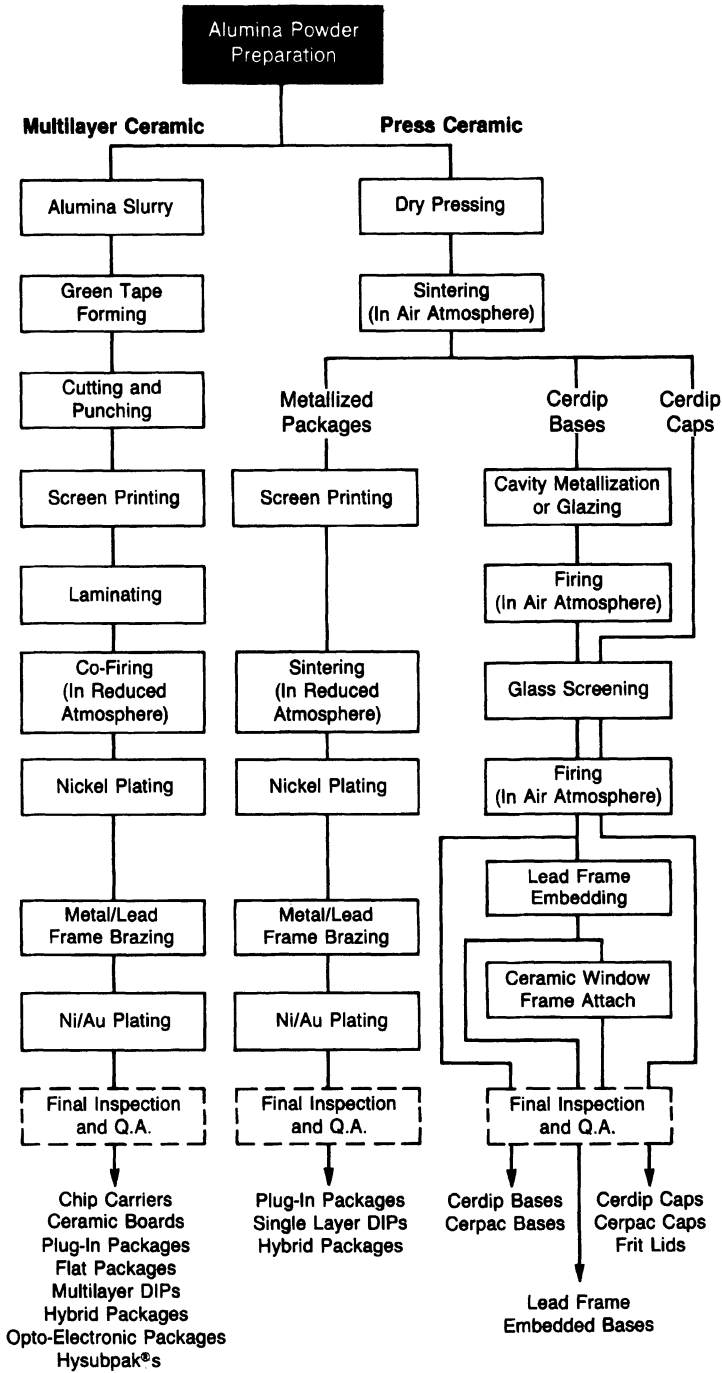 Alumina Powder
Preparation
Multilayer Ceramic
Press Ceramic
Alumina Slurry
Green Tape
Forming
Cutting and
Punching
Screen Printing
Laminating
Co-Firing
(In Reduced
Atmosphere)
Nickel Plating
Metal/Lead
Frame Brazing
Ni/Au Plating
Final Inspection
and Q.A.
Chip Carriers
Ceramic Boards
Plug-In Packages
Flat Packages
Multilayer DIPs
Hybrid Packages
Opto-Electronic Packages
Hysubpak®s
Dry Pressing
Sintering
(In Air Atmosphere)
Metallized
Packages
Screen Printing
Sintering
(In Reduced
Atmosphere)
Nickel Plating
Metal/Lead
Frame Brazing
Ni/Au Plating
Final Inspection
and Q.A.
Plug-In Packages
Single Layer DIPs
Hybrid Packages
Cerdip
Bases
Cerdip
Caps
Cavity Metallization
or Glazing
Firing
(In Air Atmosphere)
Glass Screening
Firing
(In Air Atmosphere)
Lead Frame
Embedding
Ceramic Window
Frame Attach
Final Inspection
and Q.A.
Cerdip Bases
Cerpac Bases
Cerdip Caps
Cerpac Caps
Frit Lids
Lead Frame
Embedded Bases